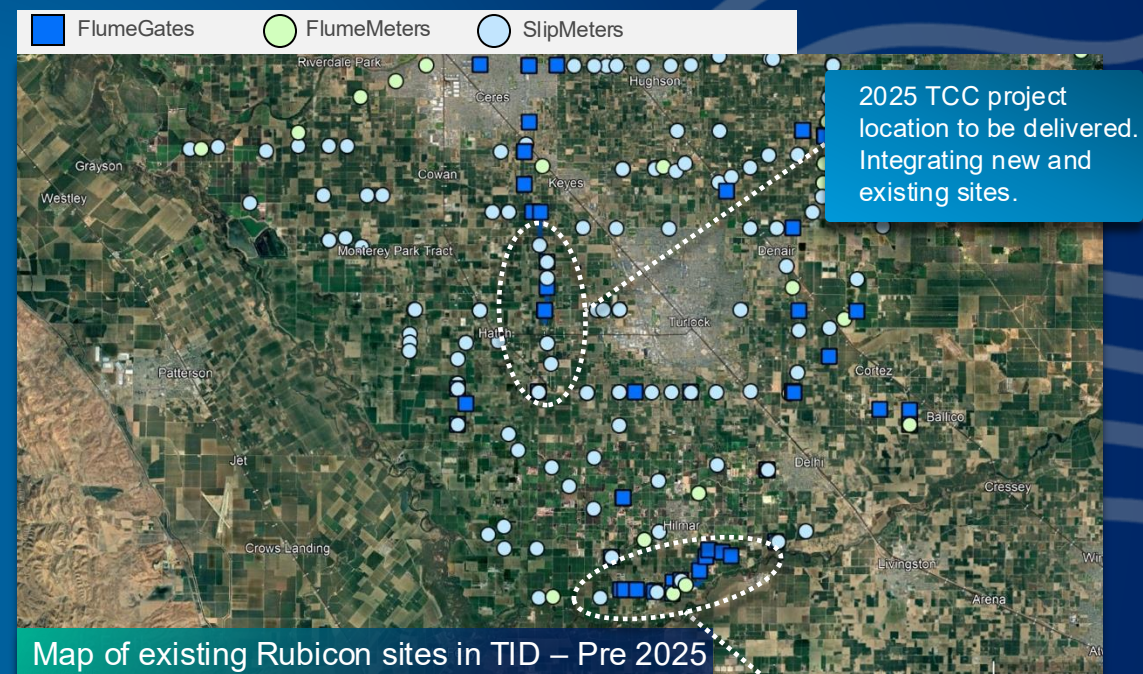 FlumeGates
FlumeMeters
SlipMeters
2025 TCC project
location to be delivered.
Integrating new and
existing sites.
Riverdale Park
Ceres
Hughson
Grayson
Cowan
Keyes
Westley
Monterey Park Tract
Denair
Hatch
Turlock
Patterson
Cortez
Ballico
Jet
Delhi
Cressey
Hilmar
Crows Landing
Livingston
Arena
Map of existing Rubicon sites in TID – Pre 2025